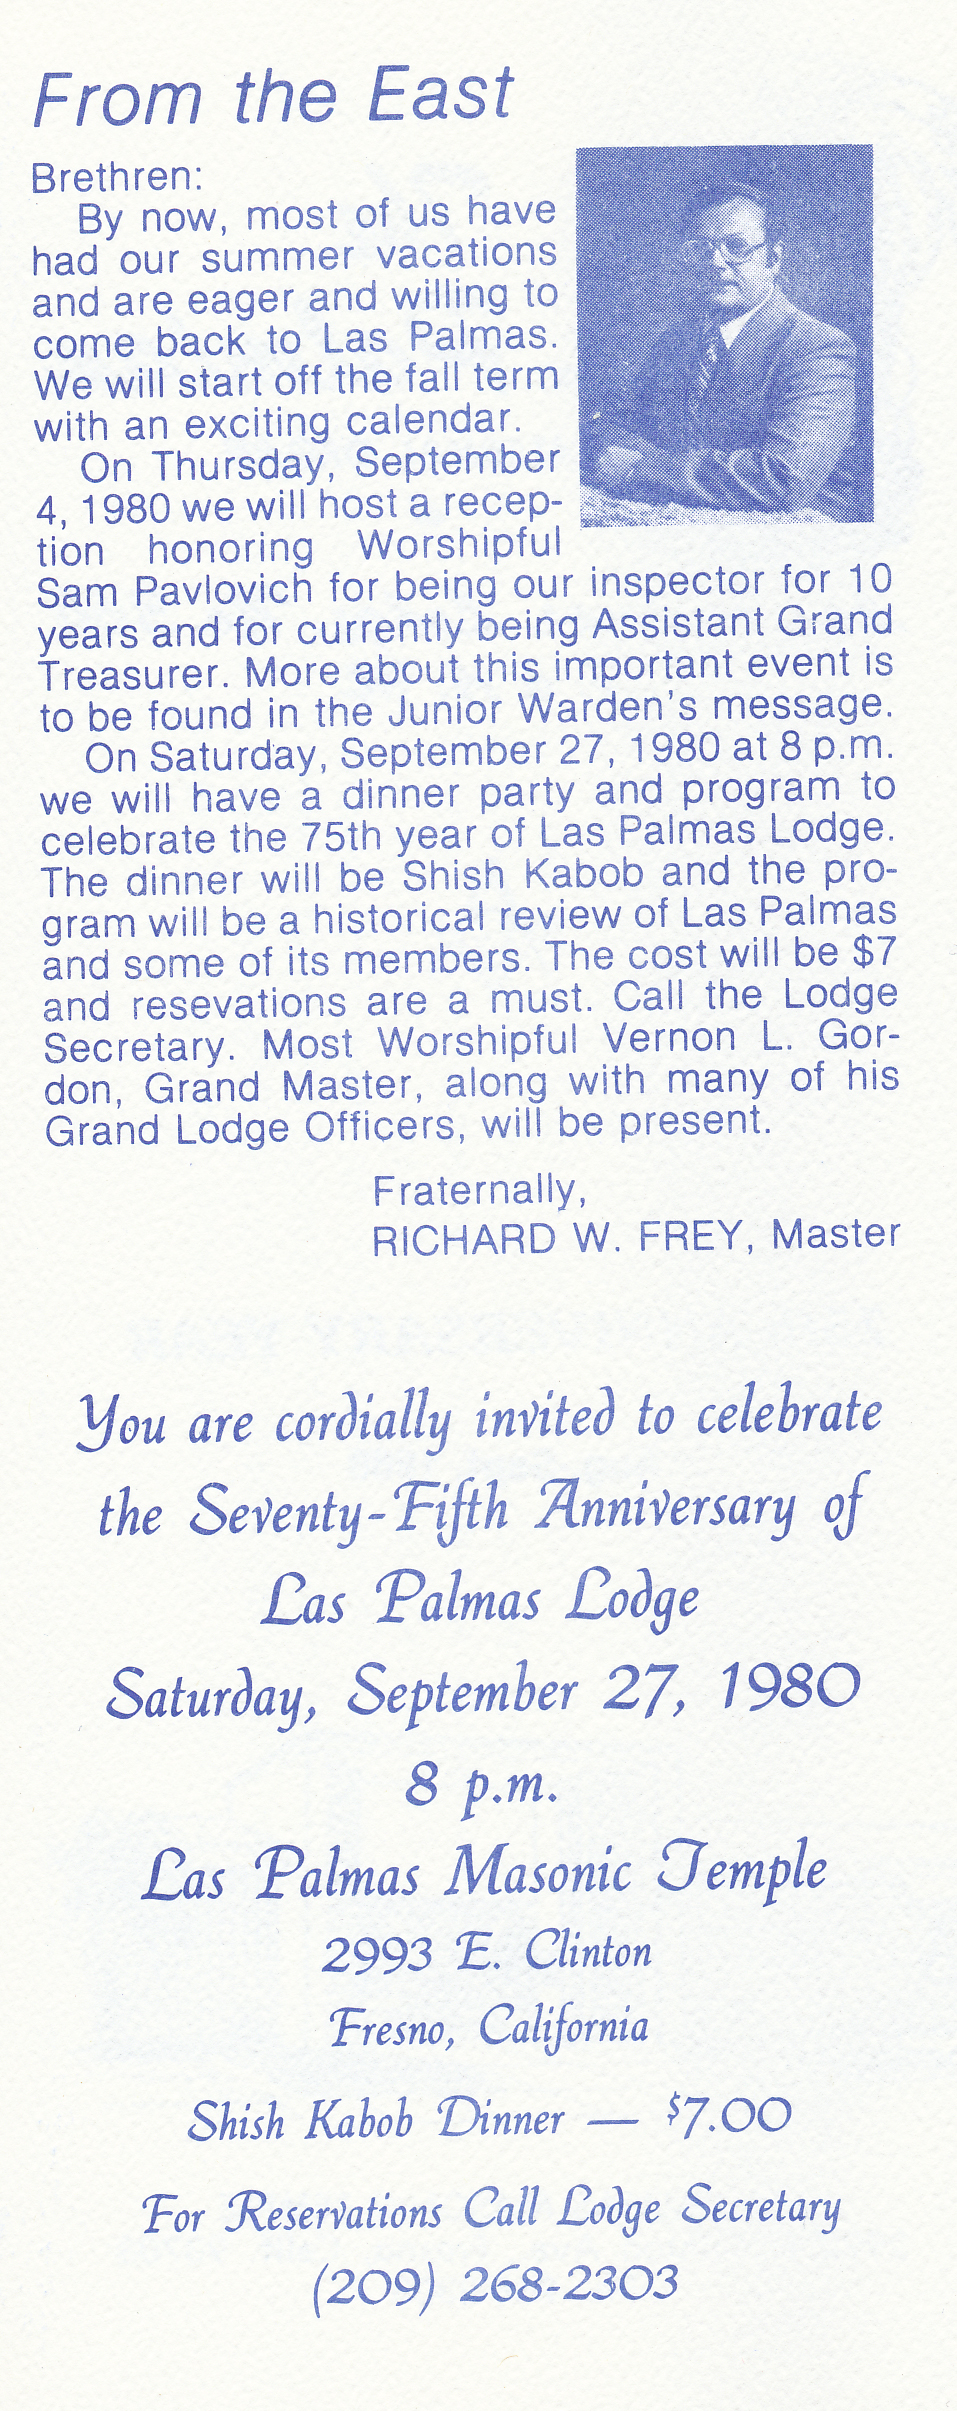 From the East
Brethren:
By now, most of us have
had our summer vacations
and are eager and willing to
come back to Las Palmas.
We will start off the fall term
with an exciting calendar.
On Thursday, September
4, 1980 we will host a recep-
tion honoring Worshipful
Sam Pavlovich for being our inspector for 10
years and for currently being Assistant Grand
Treasurer. More about this important event is
to be found in the Junior Warden's message.
On Saturday, September 27, 1980 at 8 p.m.
we will have a dinner party and program to
celebrate the 75th year of Las Palmas Lodge.
The dinner will be Shish Kabob and the pro-
gram will be a historical review of Las Palmas
and some of its members. The cost will be $7
and resevations are a must. Call the Lodge
Secretary. Most Worshipful Vernon L. Gor-
don, Grand Master, along with many of his
Grand Lodge Officers, will be present.
Fraternally,
RICHARD W. FREY, Master
You are cordially invited to celebrate
the Seventy-Fifth Anniversary of
Las Palmas Lodge
Saturday, September 27, 1980
8 p.m.
Las Palmas Masonic Temple
2993 E. Clinton
Fresno, California
Shish Kabob Dinner — $7.00
For Reservations Call Lodge Secretary
(209) 268-2303